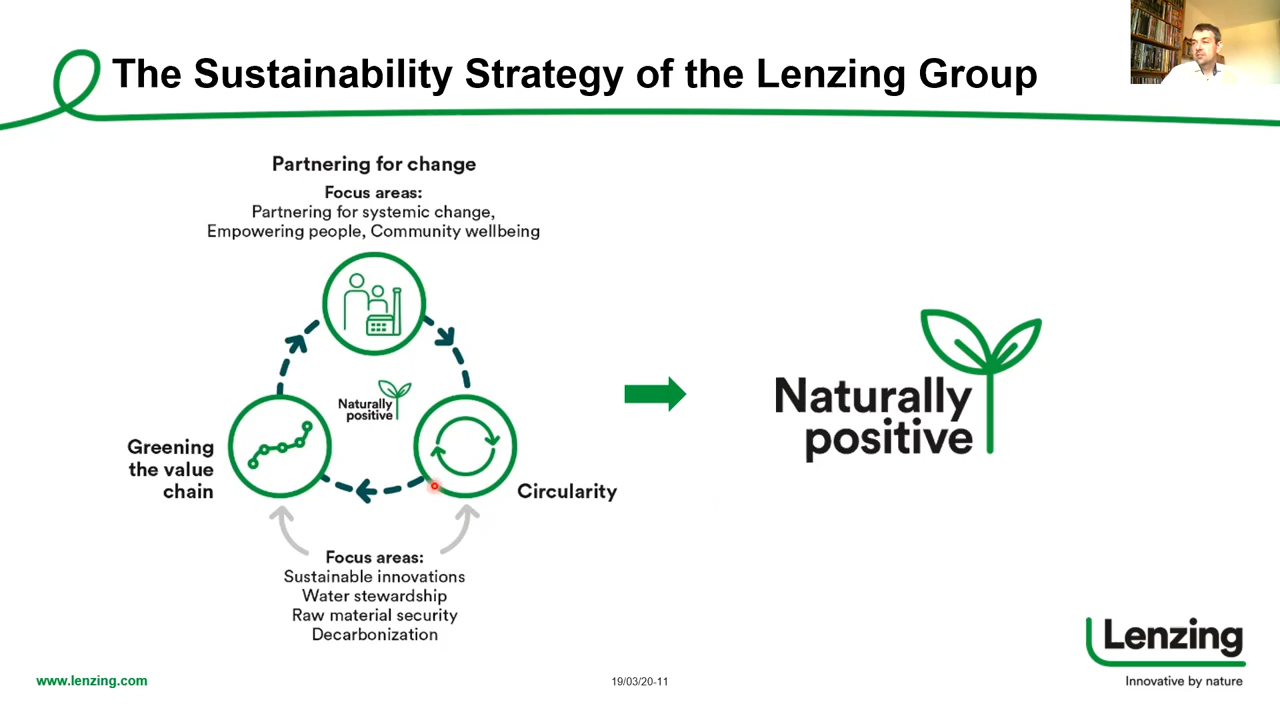 The Sustainability Strategy of the Lenzing Group
Partnering for change
Focus areas:
Partnering for systemic change,
Empowering people, Community wellbeing
Naturally
positive
Greening
the value
chain
Circularity
Focus areas:
Sustainable innovations
Water stewardship
Raw material security
Decarbonization
Naturally
positive
Lenzing
Innovative by nature
www.lenzing.com
19/03/20-11